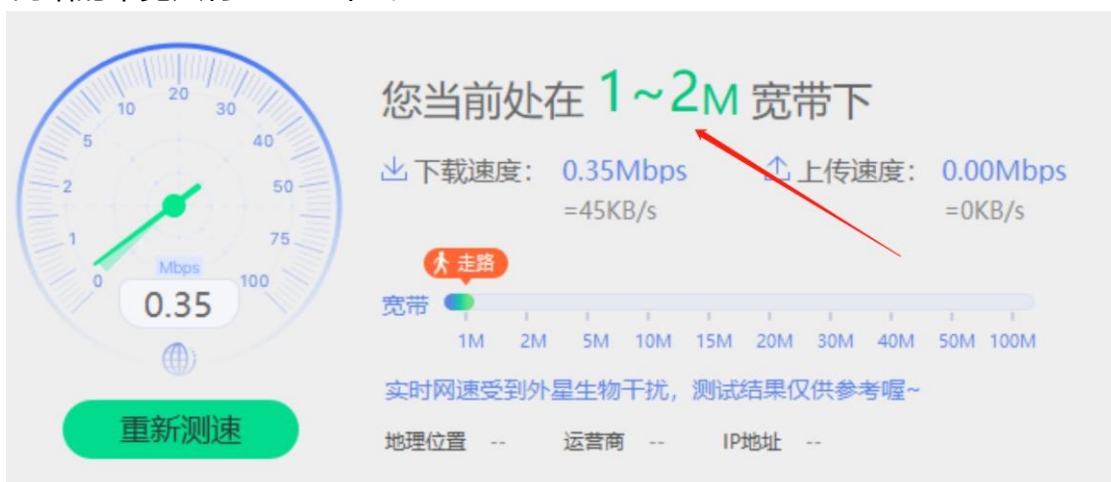 您当前处在 1~2M 宽带下
下载速度: 0.35Mbps
=45KB/s
上传速度: 0.00Mbps
=0KB/s
0
1
2
5
10
20
30
40
50
75
100
Mbps
0.35
重新测速
走路
宽带
1M 2M 5M 10M 15M 20M 30M 40M 50M 100M
实时网速受到外星生物干扰，测试结果仅供参考喔~
地理位置 -- 运营商 -- IP地址 --